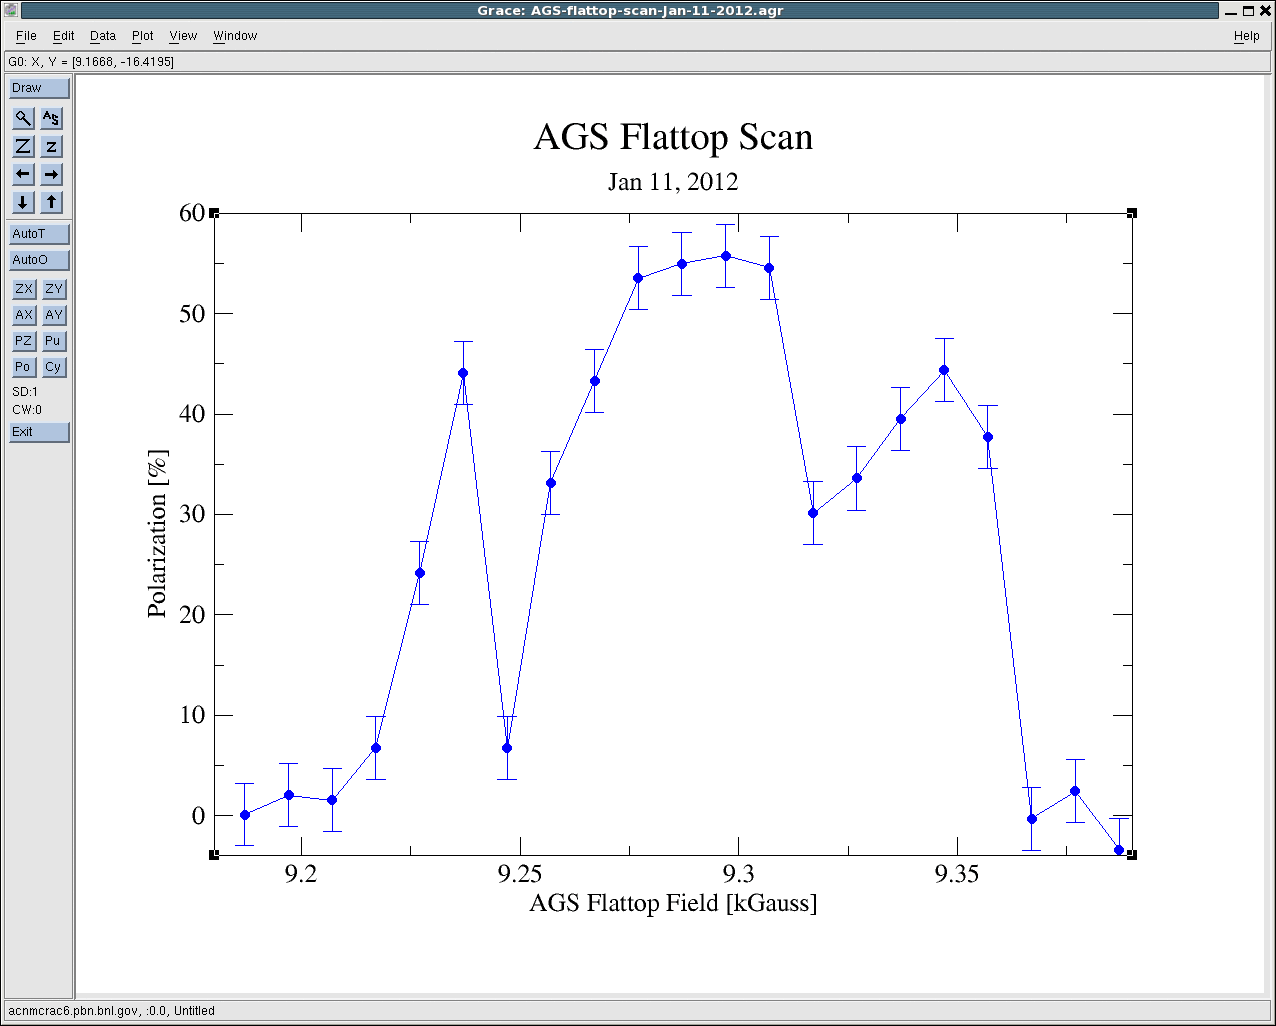 Grace: AGS-flattop-scan-Jan-11-2012.agr
File Edit Data Plot View Window Help
G0: X, Y = [9.1668, -16.4195]
Draw
A S
Z z
AutoT
AutoO
ZX ZY
AX AY
PZ Pu
Po Cy
SD:1
CW:0
Exit
AGS Flattop Scan
Jan 11, 2012
60
50
40
30
20
10
0
Polarization [%]
9.2 9.25 9.3 9.35
AGS Flattop Field [kGauss]
acnmcrac6.pbn.bnl.gov, :0.0, Untitled